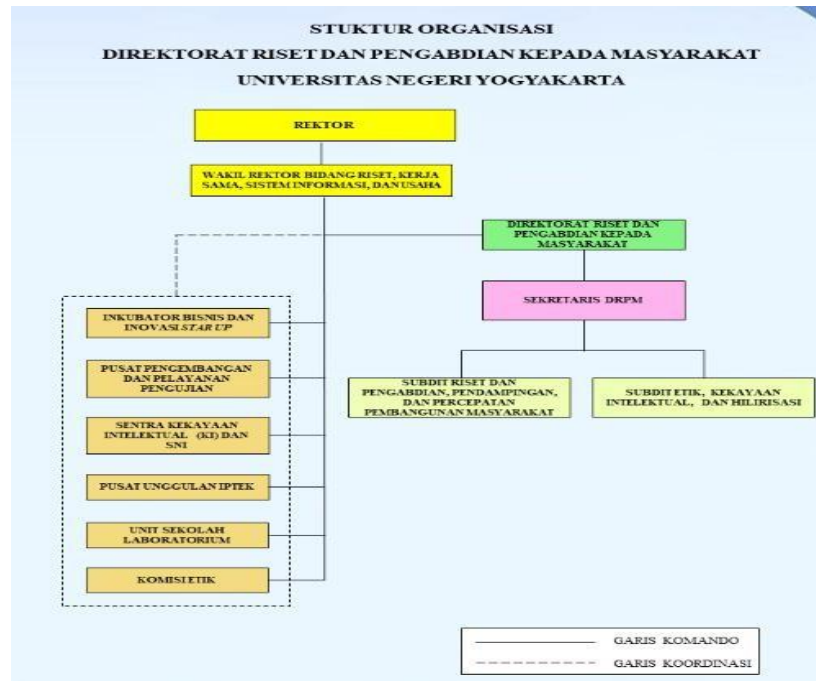 STUKTUR ORGANISASI
DIREKTORAT RISET DAN PENGABDIAN KEPADA MASYARAKAT
UNIVERSITAS NEGERI YOGYAKARTA
REKTOR
WAKIL REKTOR BIDANG RISET, KERJA
SAMA, SISTEM INFORMASI, DAN USAHA
DIREKTORAT RISET DAN
PENGABDIAN KEPADA
MASYARAKAT
SEKRETARIS DRPM
SUBDIT RISET DAN
PENGABDIAN, PENDAMPINGAN,
DAN PERCEPATAN
PEMBANGUNAN MASYARAKAT
SUBDIT ETIK, KEKAYAAN
INTELEKTUAL, DAN HILIRISASI
INKUBATOR BISNIS DAN
INOVASI STAR UP
PUSAT PENGEMBANGAN
DAN PELAYANAN
PENGUJIAN
SENTRA KEKAYAAN
INTELEKTUAL (KI) DAN
SNI
PUSAT UNGGULAN IPTEK
UNIT SEKOLAH
LABORATORIUM
KOMISI ETIK
GARIS KOMANDO
GARIS KOORDINASI